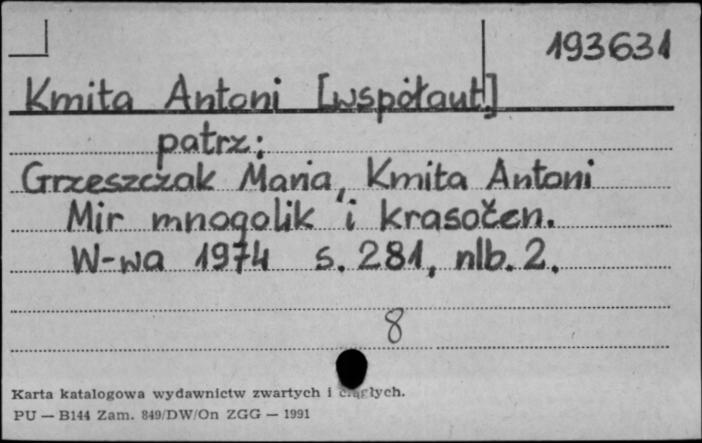 193631
Kmita Antoni [współaut.]
patrz:
Grzeszczak Maria, Kmita Antoni
Mir mnogolik i krasočen.
W-wa 1974 s. 281, nlb. 2.
8
Karta katalogowa wydawnictw zwartych i ciągłych.
PU — B144 Zam. 849/DW/On ZGG — 1991